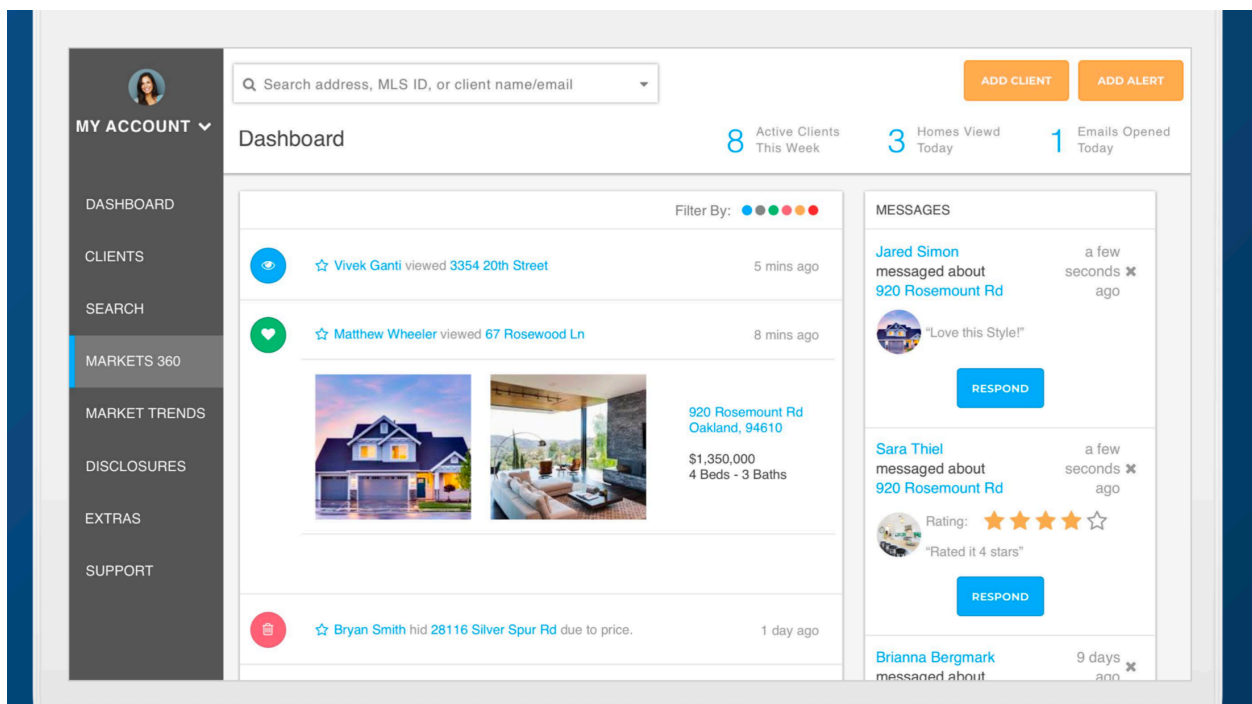 MY ACCOUNT
DASHBOARD
CLIENTS
SEARCH
MARKETS 360
MARKET TRENDS
DISCLOSURES
EXTRAS
SUPPORT
Search address, MLS ID, or client name/email
ADD CLIENT
ADD ALERT
Dashboard
8 Active Clients
This Week
3 Homes Viewd
Today
1 Emails Opened
Today
Filter By:
Vivek Ganti viewed 3354 20th Street 5 mins ago
Matthew Wheeler viewed 67 Rosewood Ln 8 mins ago
920 Rosemount Rd
Oakland, 94610
$1,350,000
4 Beds - 3 Baths
Bryan Smith hid 28116 Silver Spur Rd due to price. 1 day ago
MESSAGES
Jared Simon a few
messaged about seconds
920 Rosemount Rd ago
“Love this Style!”
RESPOND
Sara Thiel a few
messaged about seconds
920 Rosemount Rd ago
Rating:
“Rated it 4 stars”
RESPOND
Brianna Bergmark 9 days
messaged about ago